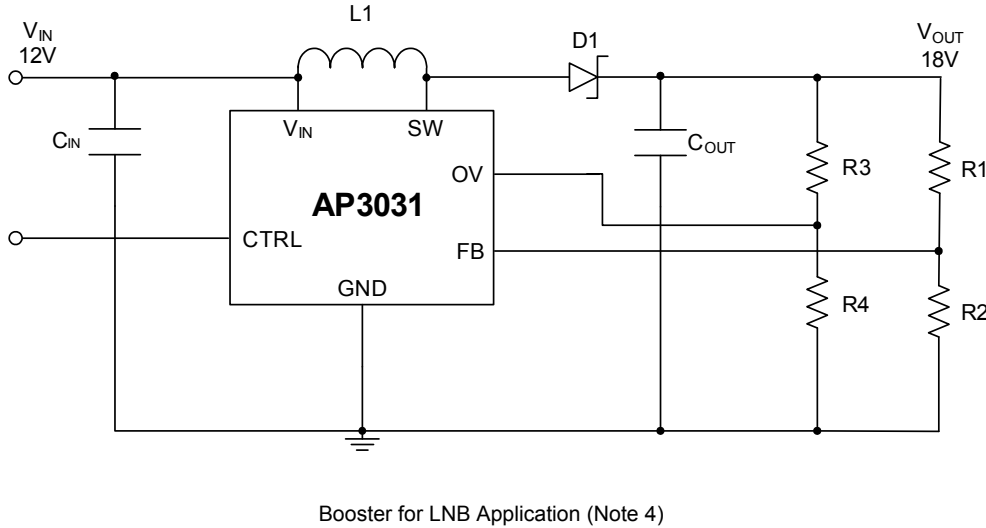 L1
V_IN
12V
D1
V_OUT
18V
V_IN
SW
C_IN
C_OUT
OV
R3
R1
AP3031
CTRL
FB
GND
R4
R2
Booster for LNB Application (Note 4)